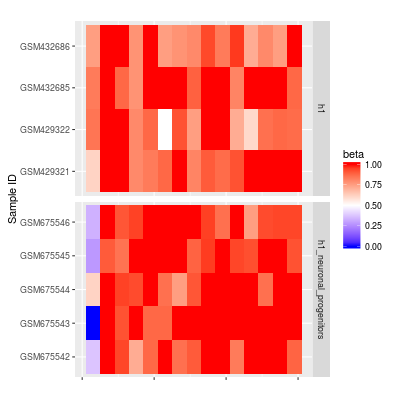 GSM432686
GSM432685
GSM429322
GSM429321
h1
GSM675546
GSM675545
GSM675544
GSM675543
GSM675542
h1_neuronal_progenitors
Sample ID
beta
1.00
0.75
0.50
0.25
0.00